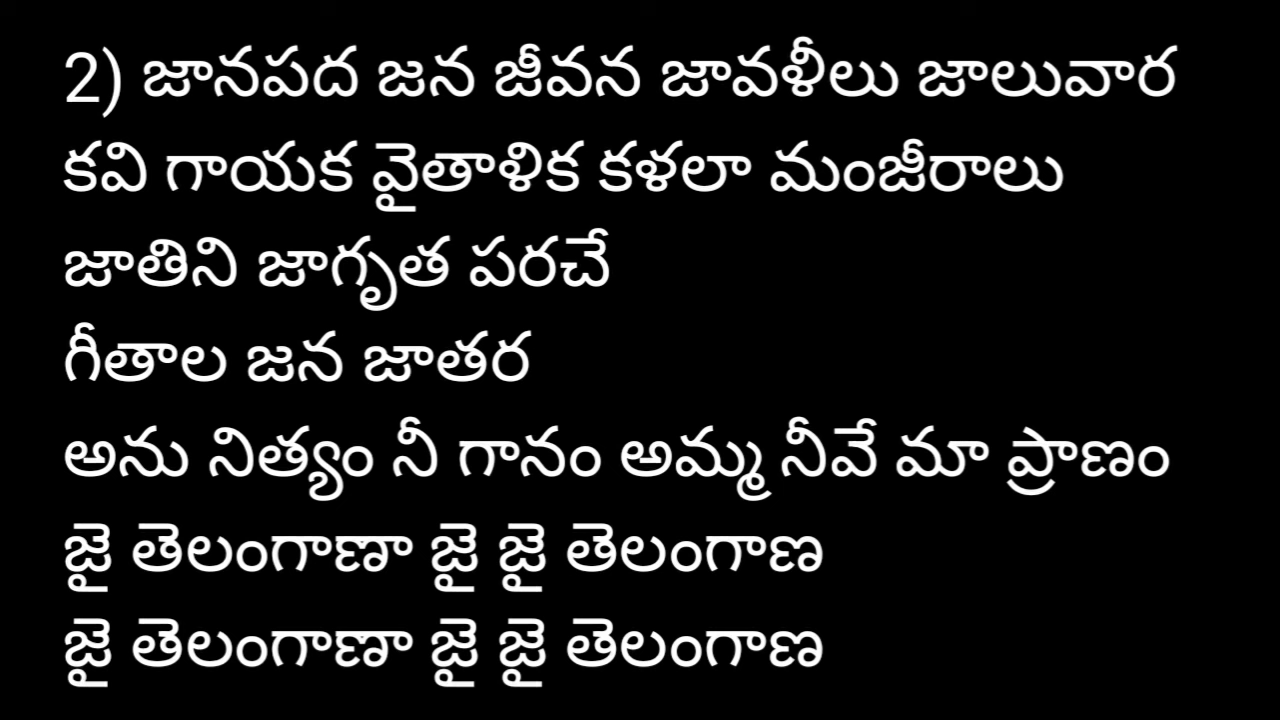 2) జానపద జన జీవన జావళీలు జాలువార
కవి గాయక వైతాళిక కళలా మంజీరాలు
జాతిని జాగృత పరచే
గీతాల జన జాతర
అను నిత్యం నీ గానం అమ్మ నీవే మా ప్రాణం
జై తెలంగాణా జై జై తెలంగాణ
జై తెలంగాణా జై జై తెలంగాణ